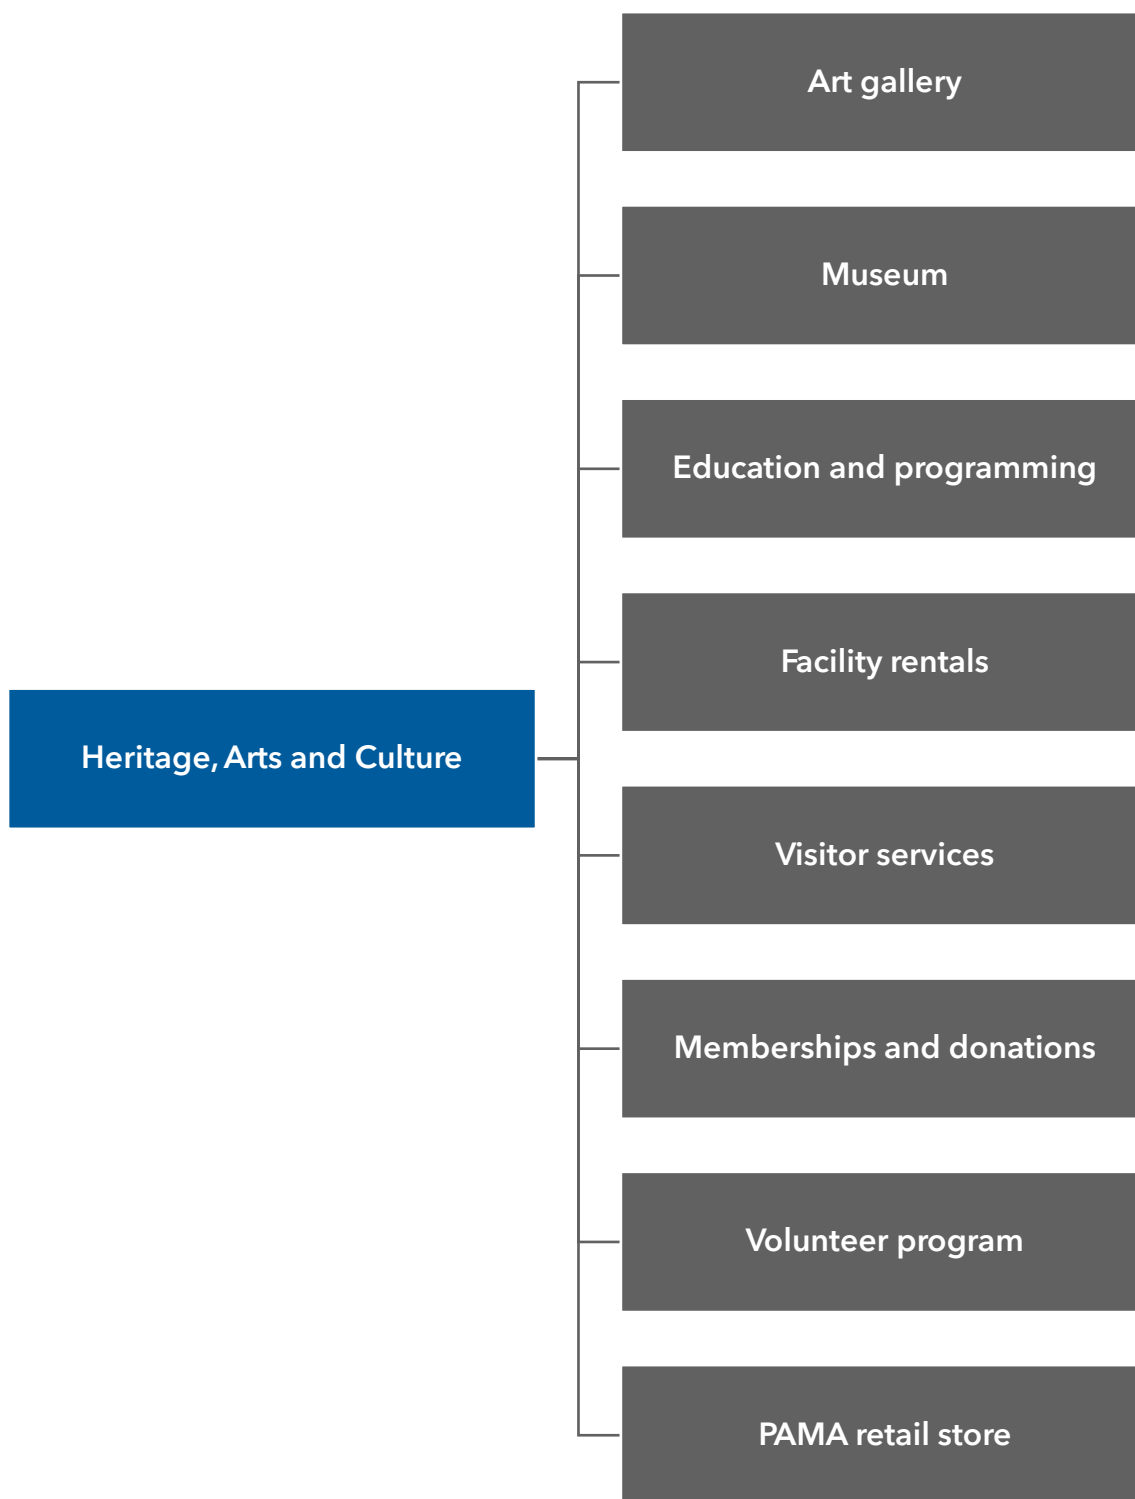 Art gallery
Museum
Education and programming
Facility rentals
Heritage, Arts and Culture
Visitor services
Memberships and donations
Volunteer program
PAMA retail store